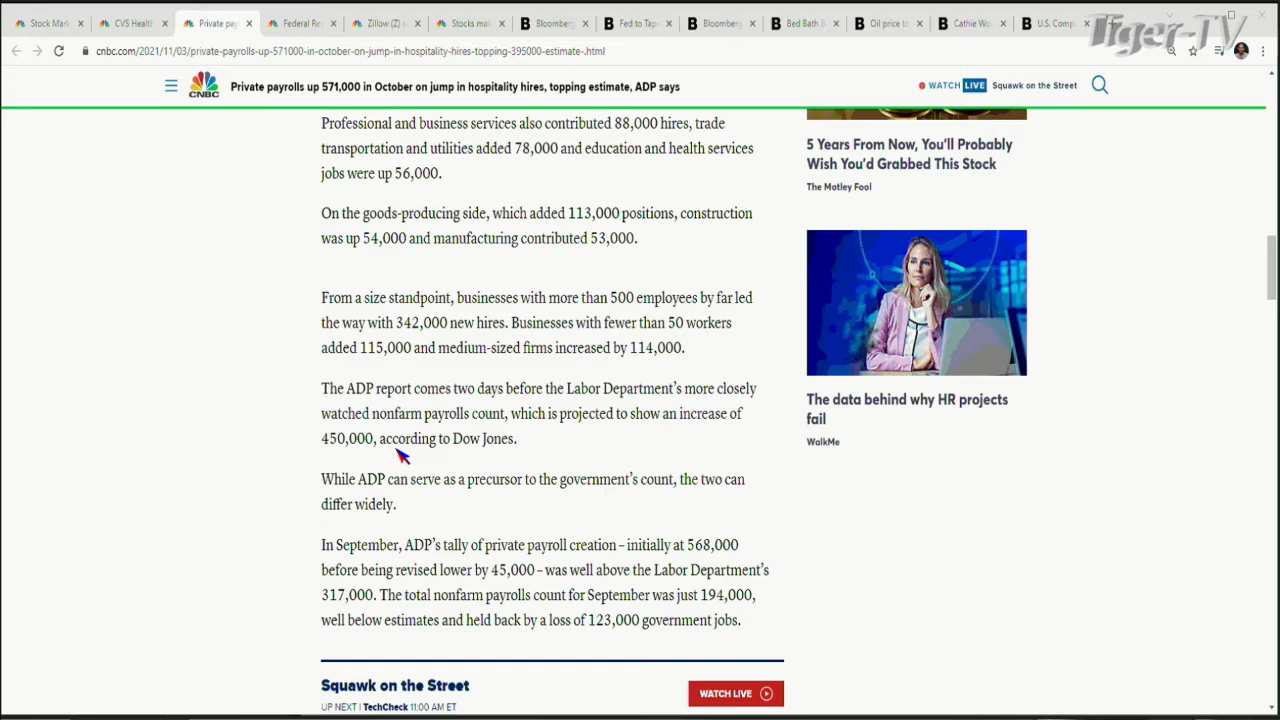 Stock Mark
CVS Health
Private pay
Federal Re
Zillow (Z) s
Stocks mak
Bloomberg
Fed to Tap
Bloomberg
Bed Bath &
Oil price to
Cathie Wo
U.S. Comp
Tiger-TV
cnbc.com/2021/11/03/private-payrolls-up-571000-in-october-on-jump-in-hospitality-hires-topping-395000-estimate-.html
CNBC
Private payrolls up 571,000 in October on jump in hospitality hires, topping estimate, ADP says
WATCH LIVE Squawk on the Street
Professional and business services also contributed 88,000 hires, trade
transportation and utilities added 78,000 and education and health services
jobs were up 56,000.
On the goods-producing side, which added 113,000 positions, construction
was up 54,000 and manufacturing contributed 53,000.
From a size standpoint, businesses with more than 500 employees by far led
the way with 342,000 new hires. Businesses with fewer than 50 workers
added 115,000 and medium-sized firms increased by 114,000.
The ADP report comes two days before the Labor Department's more closely
watched nonfarm payrolls count, which is projected to show an increase of
450,000, according to Dow Jones.
While ADP can serve as a precursor to the government's count, the two can
differ widely.
In September, ADP's tally of private payroll creation – initially at 568,000
before being revised lower by 45,000 – was well above the Labor Department's
317,000. The total nonfarm payrolls count for September was just 194,000,
well below estimates and held back by a loss of 123,000 government jobs.
Squawk on the Street
UP NEXT | TechCheck 11:00 AM ET
WATCH LIVE
5 Years From Now, You'll Probably
Wish You'd Grabbed This Stock
The Motley Fool
The data behind why HR projects
fail
WalkMe